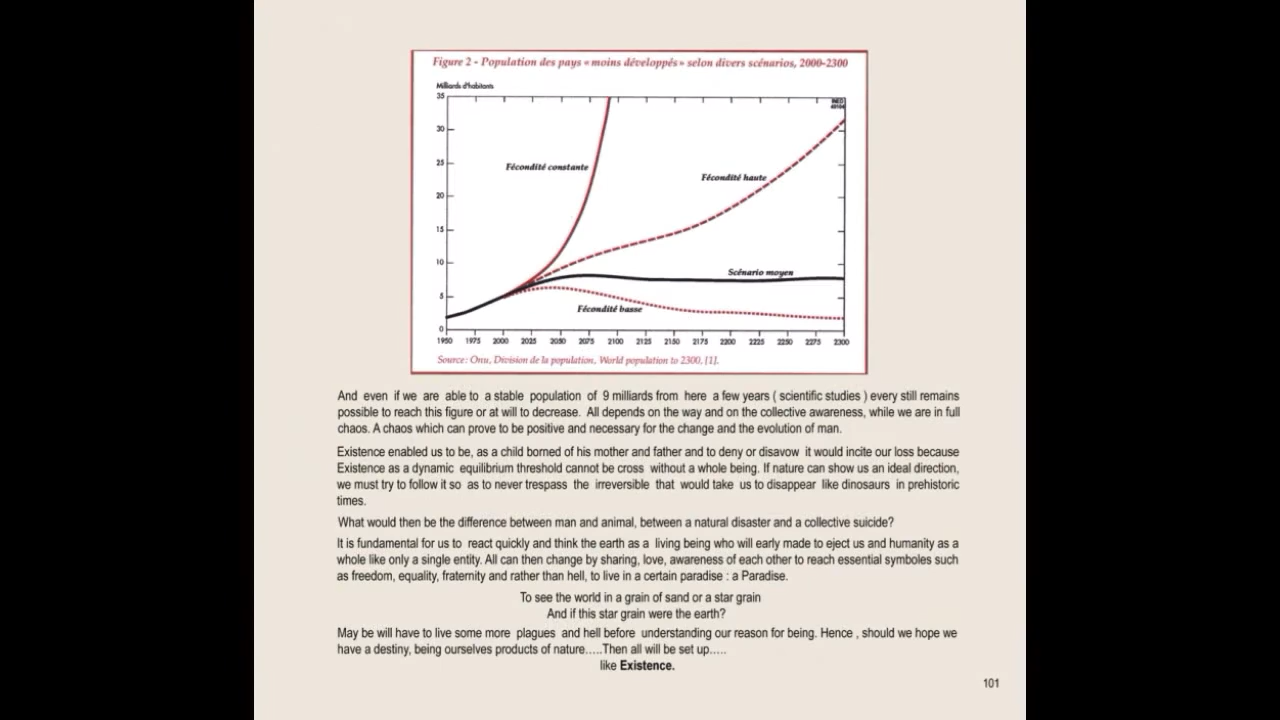 Figure 2 - Population des pays « moins développés » selon divers scénarios, 2000-2300
Milliards d'habitants
35
30
25
20
15
10
5
0
INED
Fécondité constante
Fécondité haute
Scénario moyen
Fécondité basse
1950 1975 2000 2025 2050 2075 2100 2125 2150 2175 2200 2225 2250 2275 2300
Source: Onu, Division de la population, World population to 2300, [1].
And even if we are able to a stable population of 9 milliards from here a few years ( scientific studies ) every still remains
possible to reach this figure or at will to decrease. All depends on the way and on the collective awareness, while we are in full
chaos. A chaos which can prove to be positive and necessary for the change and the evolution of man.
Existence enabled us to be, as a child borned of his mother and father and to deny or disavow it would incite our loss because
Existence as a dynamic equilibrium threshold cannot be cross without a whole being. If nature can show us an ideal direction,
we must try to follow it so as to never trespass the irreversible that would take us to disappear like dinosaurs in prehistoric
times.
What would then be the difference between man and animal, between a natural disaster and a collective suicide?
It is fundamental for us to react quickly and think the earth as a living being who will early made to eject us and humanity as a
whole like only a single entity. All can then change by sharing, love, awareness of each other to reach essential symboles such
as freedom, equality, fraternity and rather than hell, to live in a certain paradise : a Paradise.
To see the world in a grain of sand or a star grain
And if this star grain were the earth?
May be will have to live some more plagues and hell before understanding our reason for being. Hence , should we hope we
have a destiny, being ourselves products of nature.....Then all will be set up.....
like Existence.
101